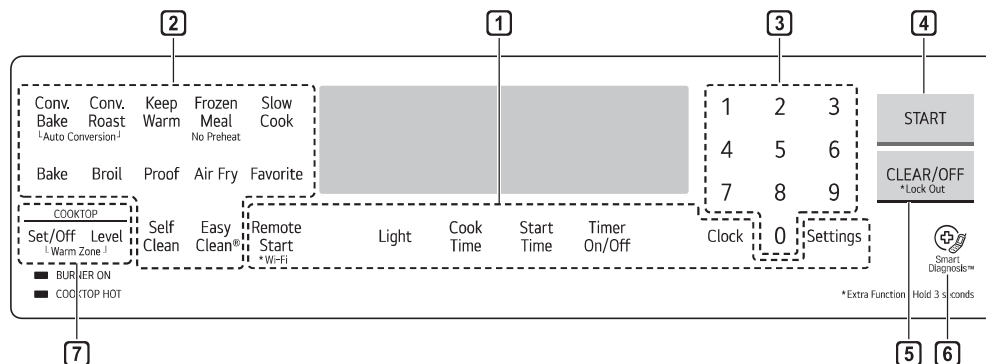 2 1 3 4
Conv. Bake Conv. Roast Keep Warm Frozen Meal Slow Cook
└Auto Conversion┘ No Preheat
1 2 3
START
4 5 6
Bake Broil Proof Air Fry Favorite
CLEAR/OFF
*Lock Out
7 8 9
COOKTOP
Set/Off Level
└Warm Zone┘
Self Clean Easy Clean®
Remote Start
*Wi-Fi
Light Cook Time Start Time Timer On/Off Clock 0 Settings
Smart Diagnosis™
BURNER ON
COOKTOP HOT
*Extra Function : Hold 3 seconds
7 5 6